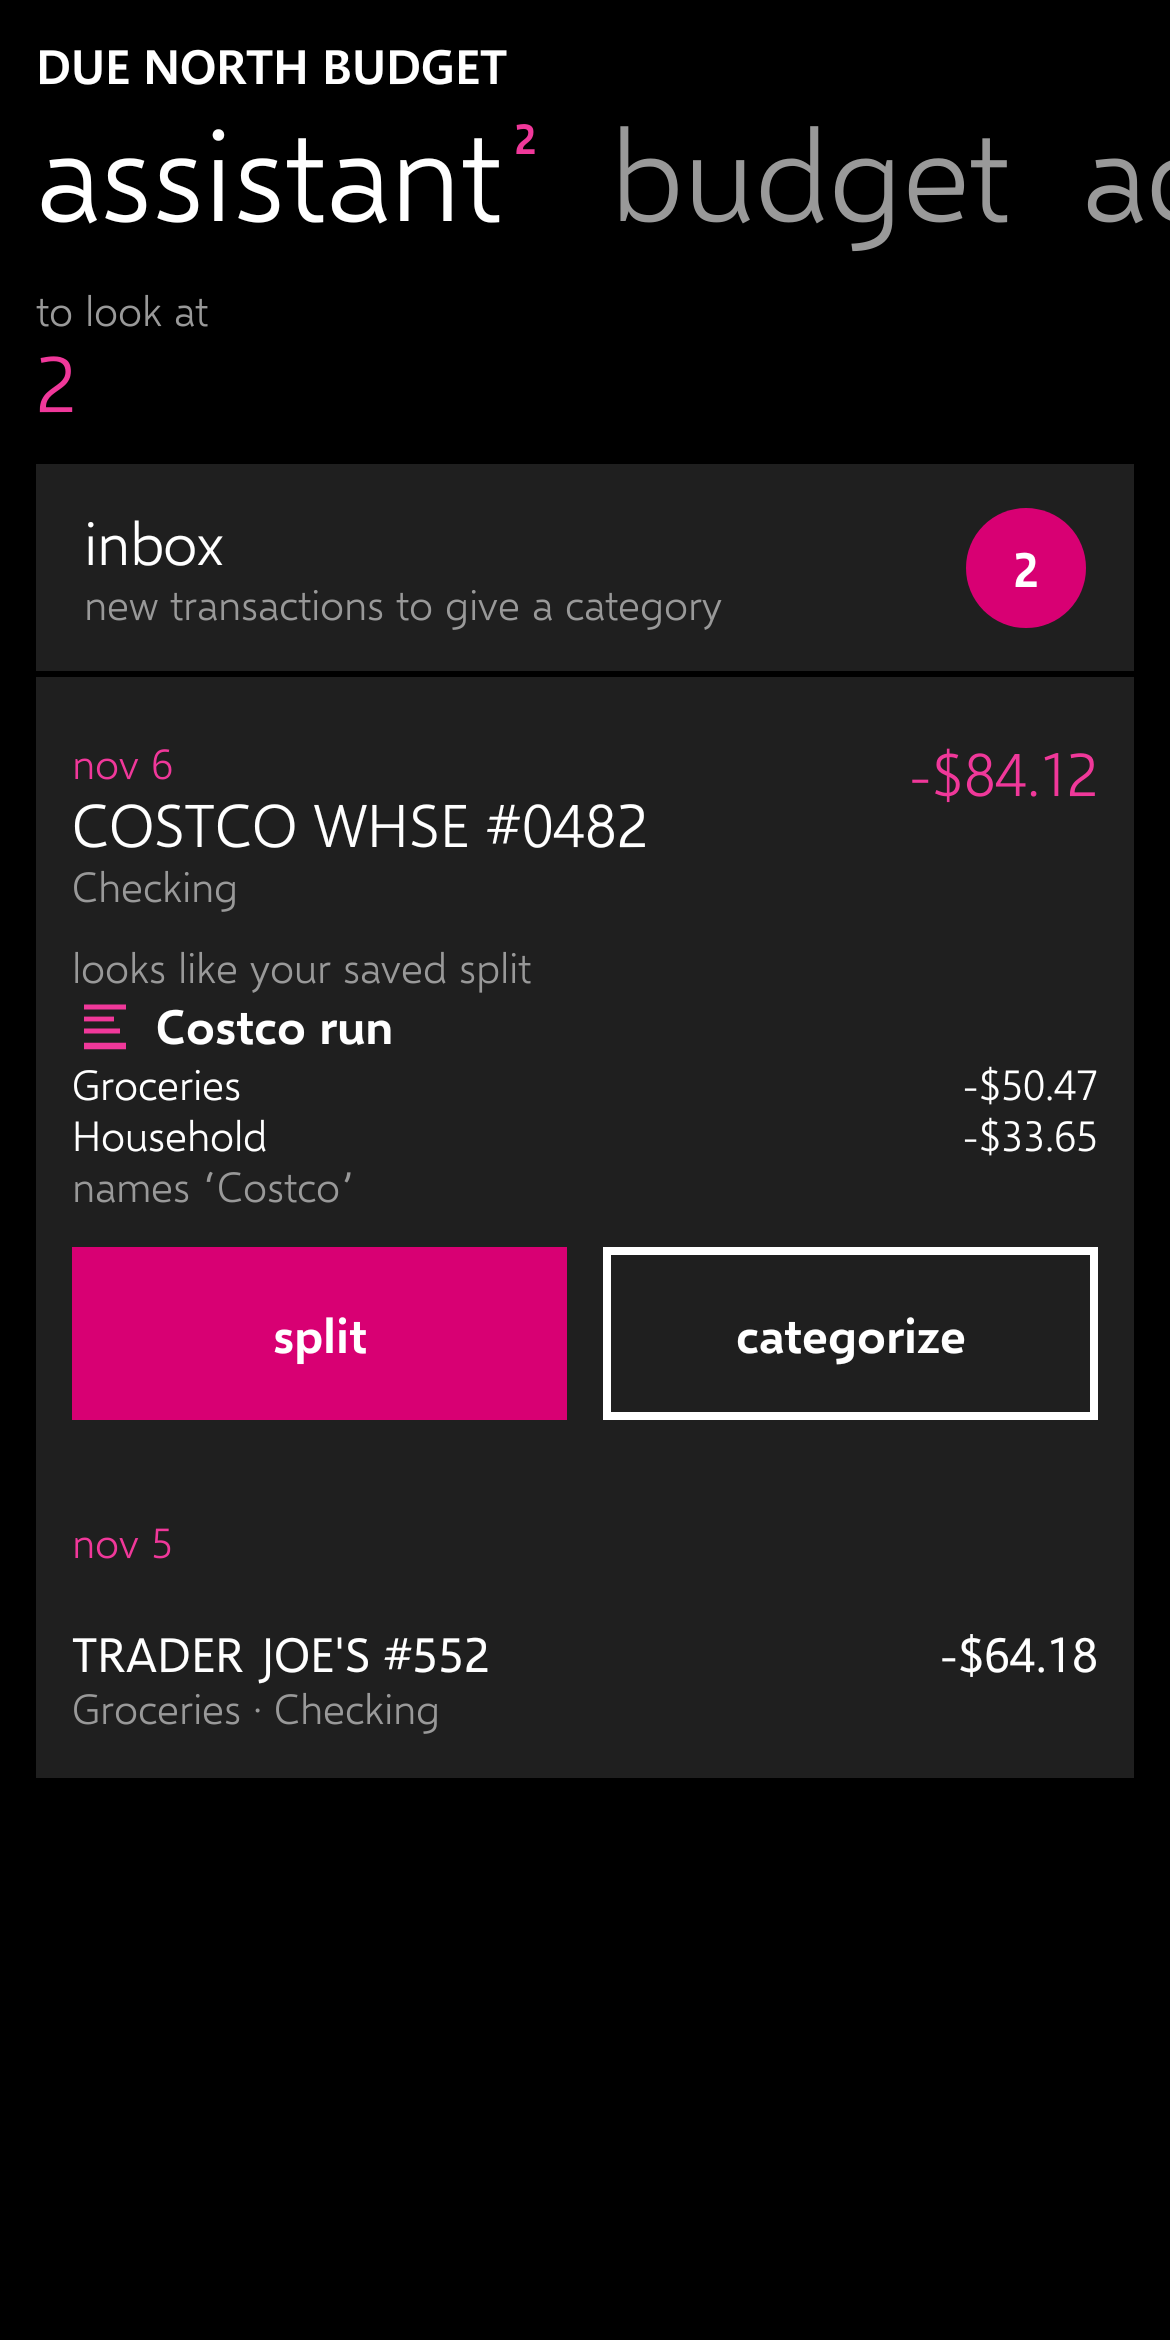 DUE NORTH BUDGET
assistant 2 budget ac
to look at
2
inbox
new transactions to give a category
2
nov 6
-$84.12
COSTCO WHSE #0482
Checking
looks like your saved split
Costco run
Groceries -$50.47
Household -$33.65
names ‘Costco’
split categorize
nov 5
TRADER JOE'S #552 -$64.18
Groceries · Checking